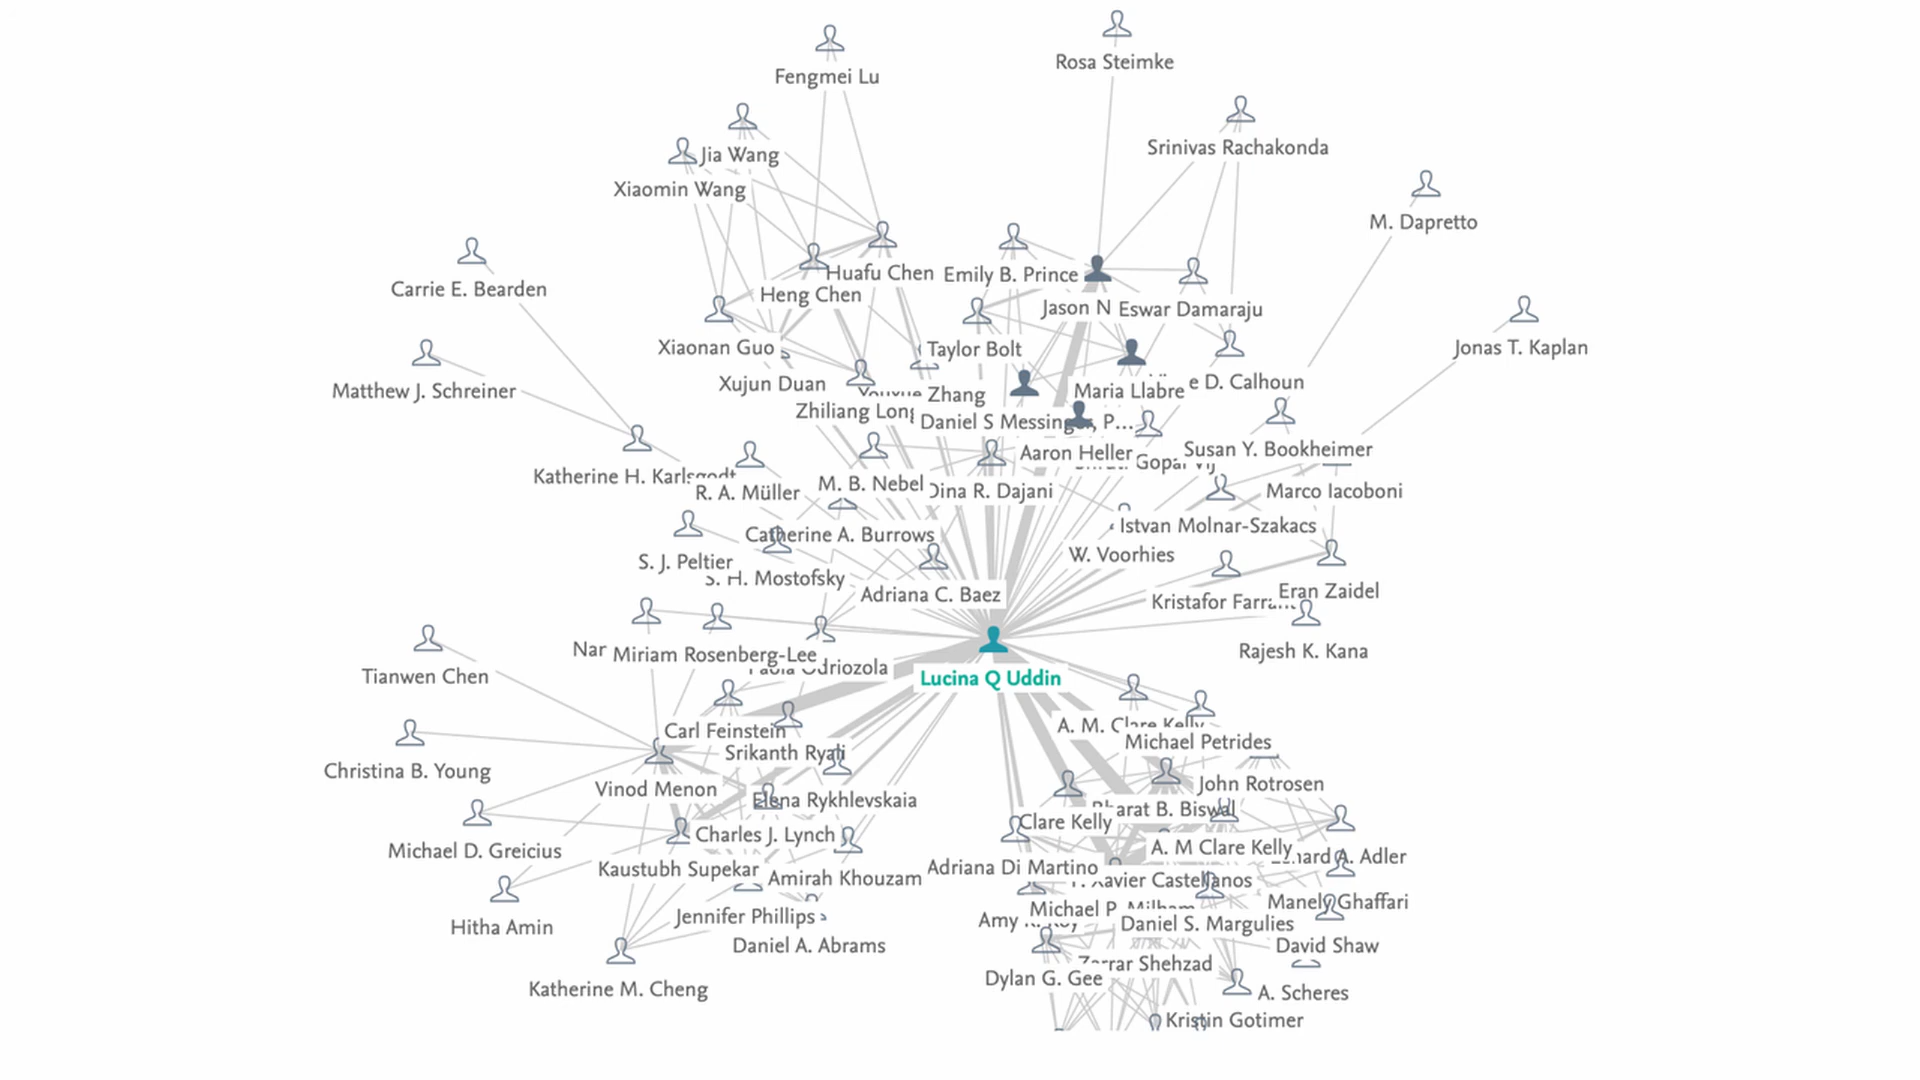 Rosa Steimke
Fengmei Lu
Srinivas Rachakonda
Jia Wang
Xiaomin Wang
M. Dapretto
Huafu Chen
Emily B. Prince
Carrie E. Bearden
Heng Chen
Jason N
Eswar Damaraju
Xiaonan Guo
Taylor Bolt
Jonas T. Kaplan
Xujun Duan
e D. Calhoun
Matthew J. Schreiner
Zhang
Maria Llabre
Zhiliang Long
Daniel S Messinger, P...
Aaron Heller
Susan Y. Bookheimer
Gopal Vij
Katherine H. Karlsgodt
R. A. Müller
M. B. Nebel
Dina R. Dajani
Marco Iacoboni
Istvan Molnar-Szakacs
Catherine A. Burrows
W. Voorhies
S. J. Peltier
S. H. Mostofsky
Adriana C. Baez
Kristafor Farra...
Eran Zaidel
Nar
Miriam Rosenberg-Lee
Rajesh K. Kana
Odriozola
Tianwen Chen
Lucina Q Uddin
Carl Feinstein
A. M. Clare Kelly
Michael Petrides
Srikanth Ryali
Christina B. Young
Vinod Menon
John Rotrosen
Elena Rykhlevskaia
Bharat B. Biswal
Clare Kelly
Charles J. Lynch
Michael D. Greicius
A. M Clare Kelly
A. Adler
Kaustubh Supekar
Amirah Khouzam
Adriana Di Martino
Xavier Castellanos
Manely Ghaffari
Michael P. Milham
Jennifer Phillips
Amy K. Roy
Daniel S. Margulies
Hitha Amin
Daniel A. Abrams
David Shaw
Zarrar Shehzad
Dylan G. Gee
Katherine M. Cheng
A. Scheres
Kristin Gotimer